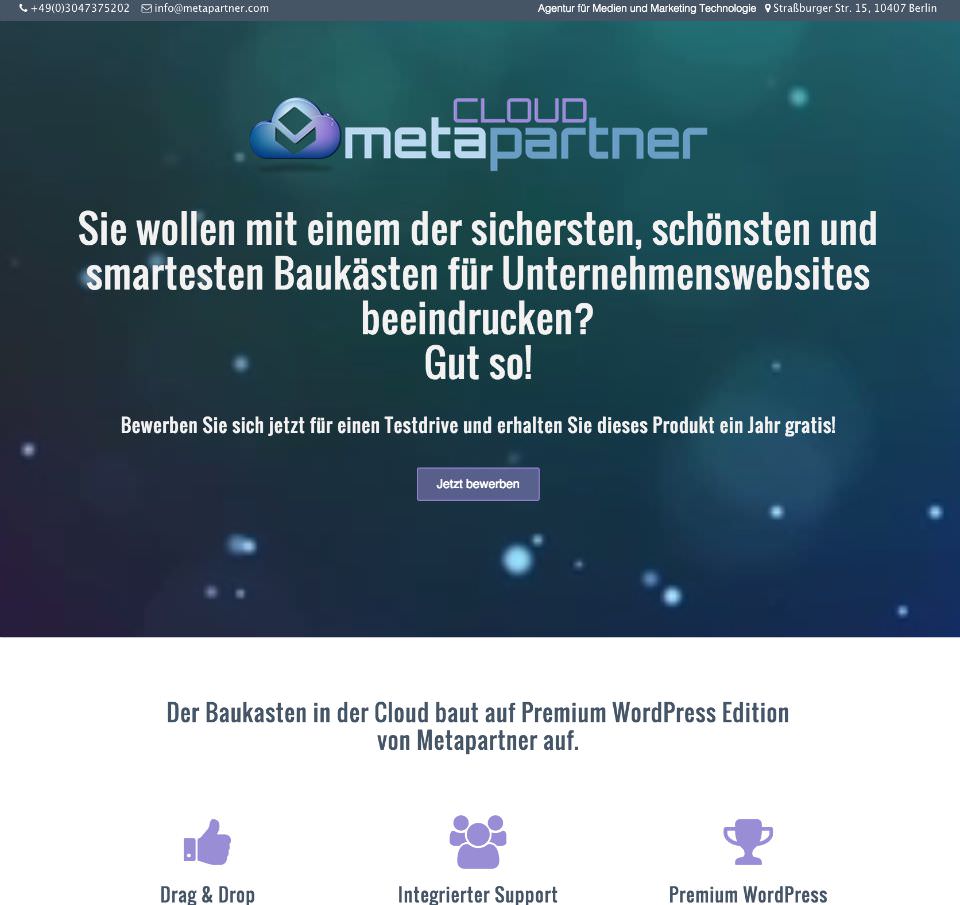 +49(0)3047375202 info@metapartner.com Agentur für Medien und Marketing Technologie Straßburger Str. 15, 10407 Berlin
CLOUD
metapartner
Sie wollen mit einem der sichersten, schönsten und
smartesten Baukästen für Unternehmenswebsites
beeindrucken?
Gut so!
Bewerben Sie sich jetzt für einen Testdrive und erhalten Sie dieses Produkt ein Jahr gratis!
Jetzt bewerben
Der Baukasten in der Cloud baut auf Premium WordPress Edition
von Metapartner auf.
Drag & Drop Integrierter Support Premium WordPress